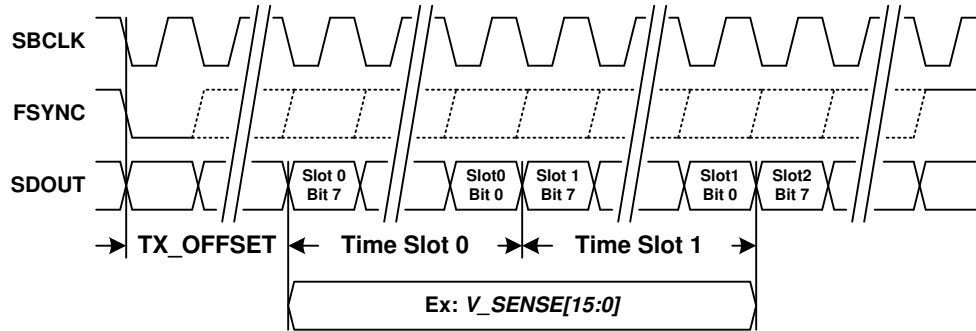 SBCLK
FSYNC
SDOUT
Slot 0
Bit 7
Slot0
Bit 0
Slot 1
Bit 7
Slot1
Bit 0
Slot2
Bit 7
TX_OFFSET
Time Slot 0
Time Slot 1
Ex: V_SENSE[15:0]